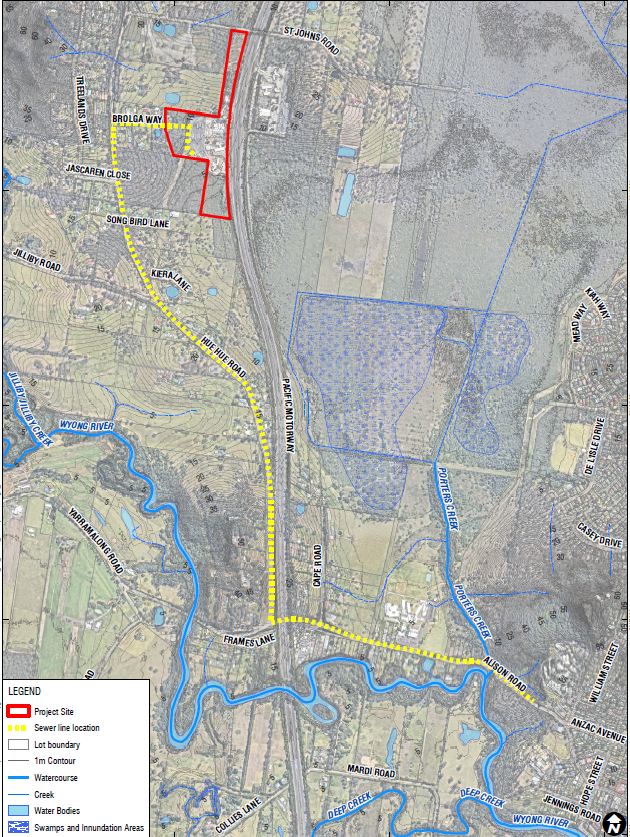 ST JOHNS ROAD
TREELANDS DRIVE
BROLGA WAY
JASCAREN CLOSE
SONG BIRD LANE
JILLIBY ROAD
KIERA LANE
KIAH WAY
MEAD WAY
HUE HUE ROAD
PACIFIC MOTORWAY
JILLIBY JILLIBY CREEK
WYONG RIVER
DE LISLE DRIVE
PORTERS CREEK
YARRAMALONG ROAD
CASEY DRIVE
CAPE ROAD
PORTERS CREEK
FRAMES LANE
ALISON ROAD
WILLIAM STREET
ANZAC AVENUE
MARDI ROAD
HOPE STREET
COLLIES LANE
DEEP CREEK
DEEP CREEK
JENNINGS ROAD
WYONG RIVER
AD
LEGEND
Project Site
Sewer line location
Lot boundary
1m Contour
Watercourse
Creek
Water Bodies
Swamps and Innundation Areas
N